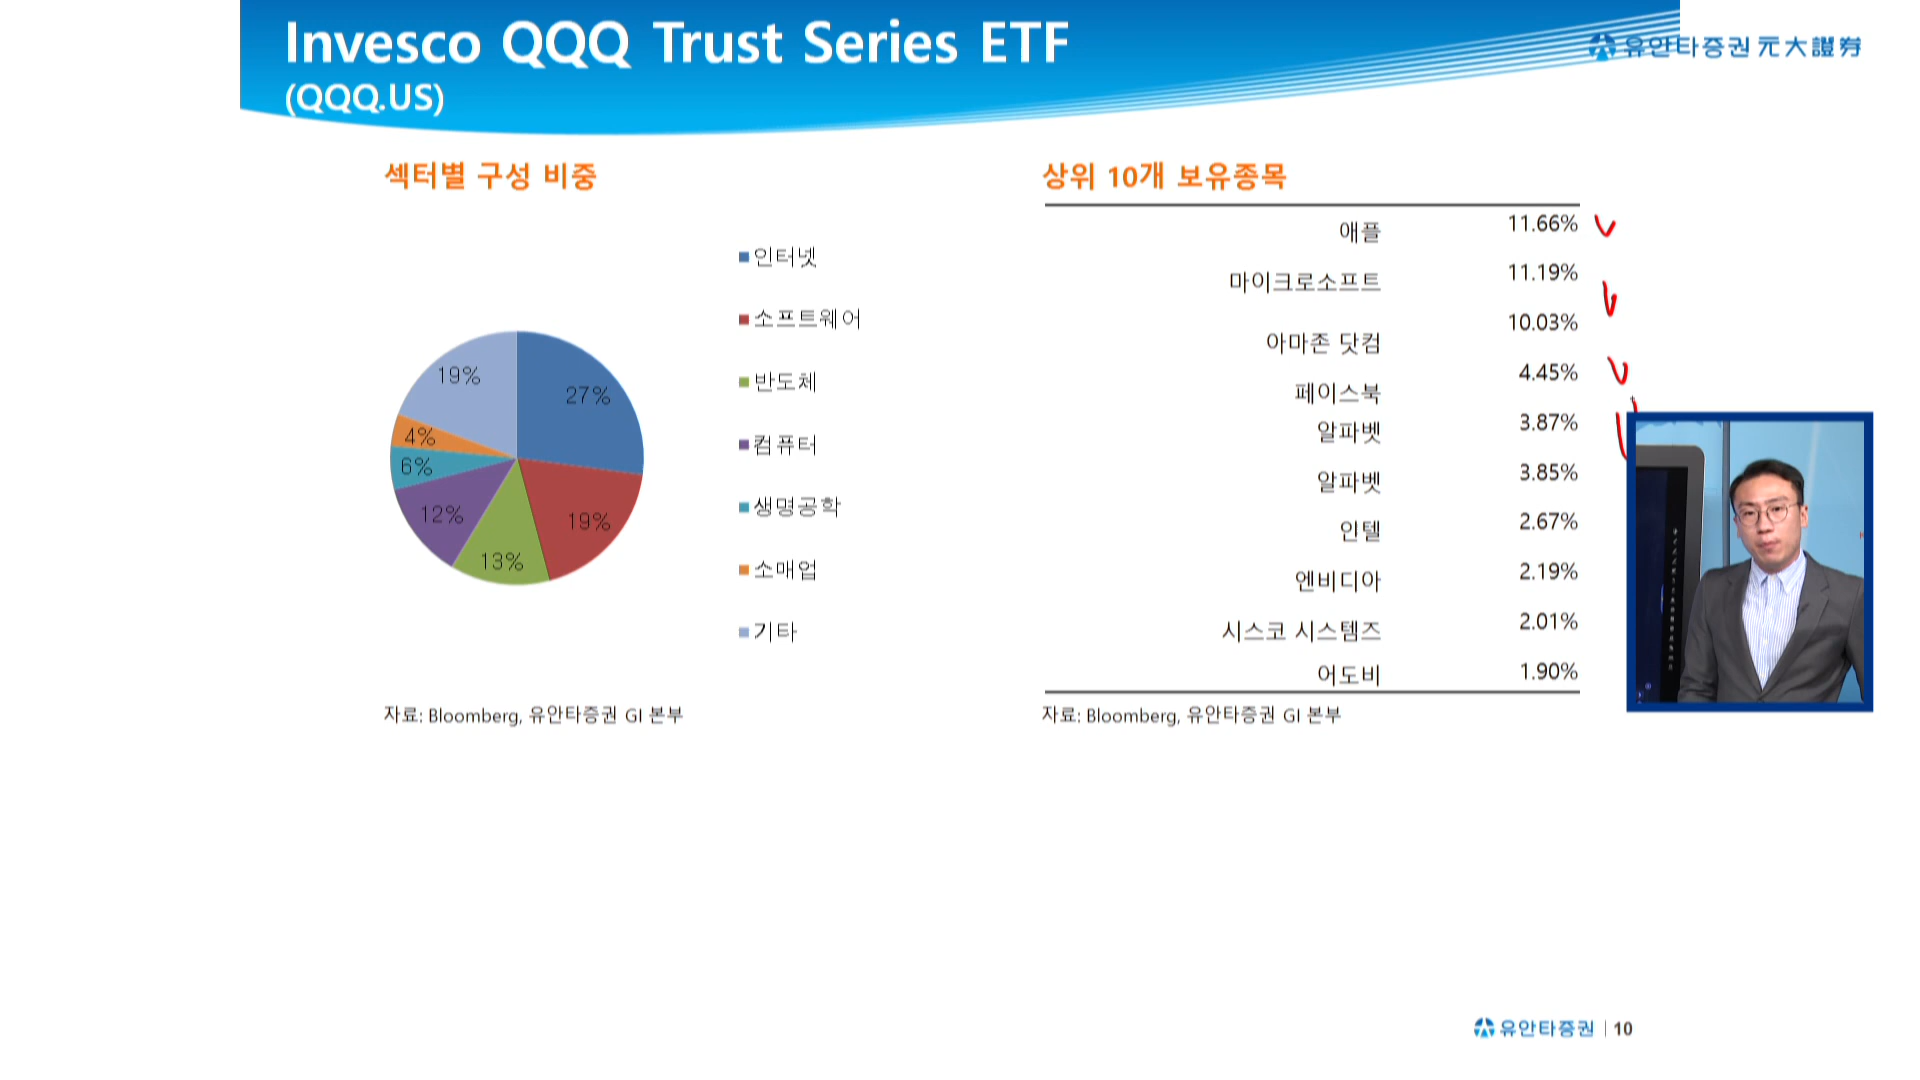 Invesco QQQ Trust Series ETF
(QQQ.US)
유안타증권 元大證券
섹터별 구성 비중
인터넷
소프트웨어
반도체
컴퓨터
생명공학
소매업
기타
27%
19%
13%
12%
6%
4%
19%
자료: Bloomberg, 유안타증권 GI 본부
상위 10개 보유종목
애플 11.66%
마이크로소프트 11.19%
아마존 닷컴 10.03%
페이스북 4.45%
알파벳 3.87%
알파벳 3.85%
인텔 2.67%
엔비디아 2.19%
시스코 시스템즈 2.01%
어도비 1.90%
자료: Bloomberg, 유안타증권 GI 본부
유안타증권 | 10